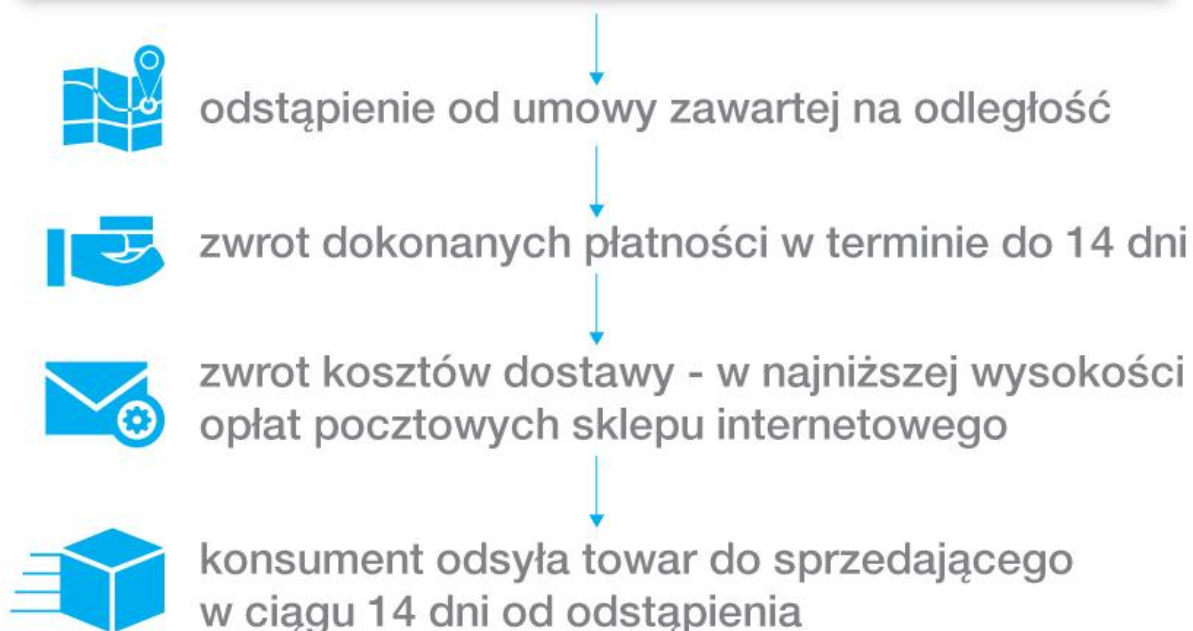 odstąpienie od umowy zawartej na odległość
zwrot dokonanych płatności w terminie do 14 dni
zwrot kosztów dostawy - w najniższej wysokości
opłat pocztowych sklepu internetowego
konsument odsyła towar do sprzedającego
w ciągu 14 dni od odstąpienia